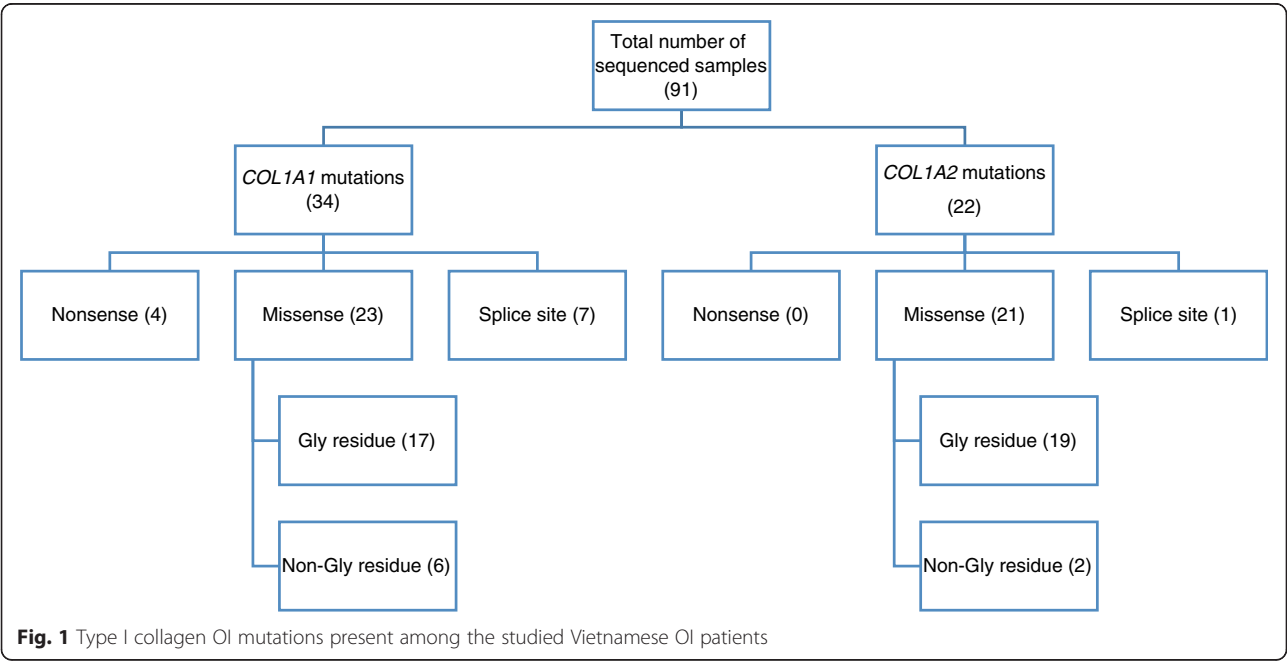 Total number of
sequenced samples
(91)
COL1A1 mutations
(34)
COL1A2 mutations
(22)
Nonsense (4)
Missense (23)
Splice site (7)
Nonsense (0)
Missense (21)
Splice site (1)
Gly residue (17)
Gly residue (19)
Non-Gly residue (6)
Non-Gly residue (2)
Fig. 1 Type I collagen OI mutations present among the studied Vietnamese OI patients